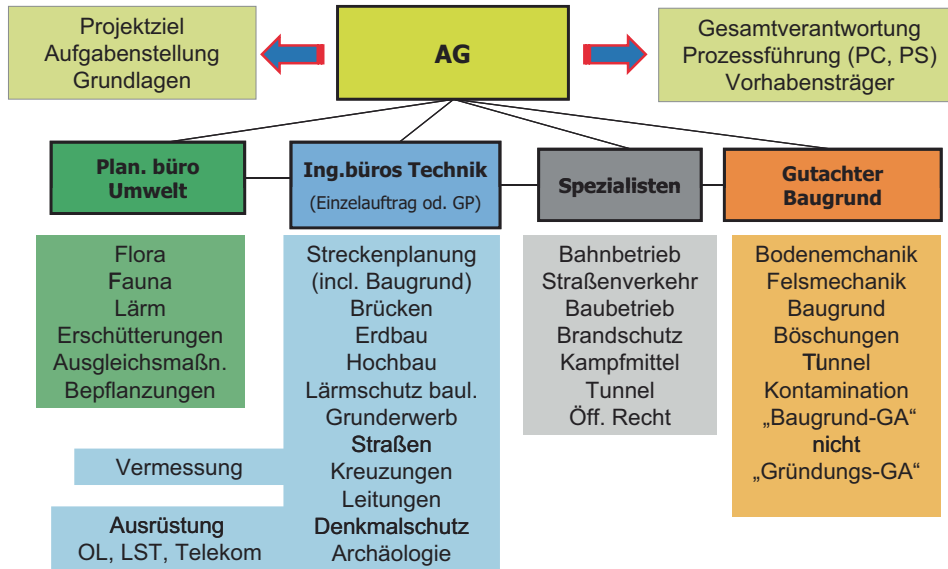 Projektziel
Aufgabenstellung
Grundlagen
AG
Gesamtverantwortung
Prozessführung (PC, PS)
Vorhabensträger
Plan. büro
Umwelt
Ing.büros Technik
(Einzelauftrag od. GP)
Spezialisten
Gutachter
Baugrund
Flora
Fauna
Lärm
Erschütterungen
Ausgleichsmaßn.
Bepflanzungen
Streckenplanung
(incl. Baugrund)
Brücken
Erdbau
Hochbau
Lärmschutz baul.
Grunderwerb
Straßen
Kreuzungen
Leitungen
Denkmalschutz
Archäologie
Vermessung
Ausrüstung
OL, LST, Telekom
Bahnbetrieb
Straßenverkehr
Baubetrieb
Brandschutz
Kampfmittel
Tunnel
Öff. Recht
Bodenemchanik
Felsmechanik
Baugrund
Böschungen
Tunnel
Kontamination
„Baugrund-GA“
nicht
„Gründungs-GA“